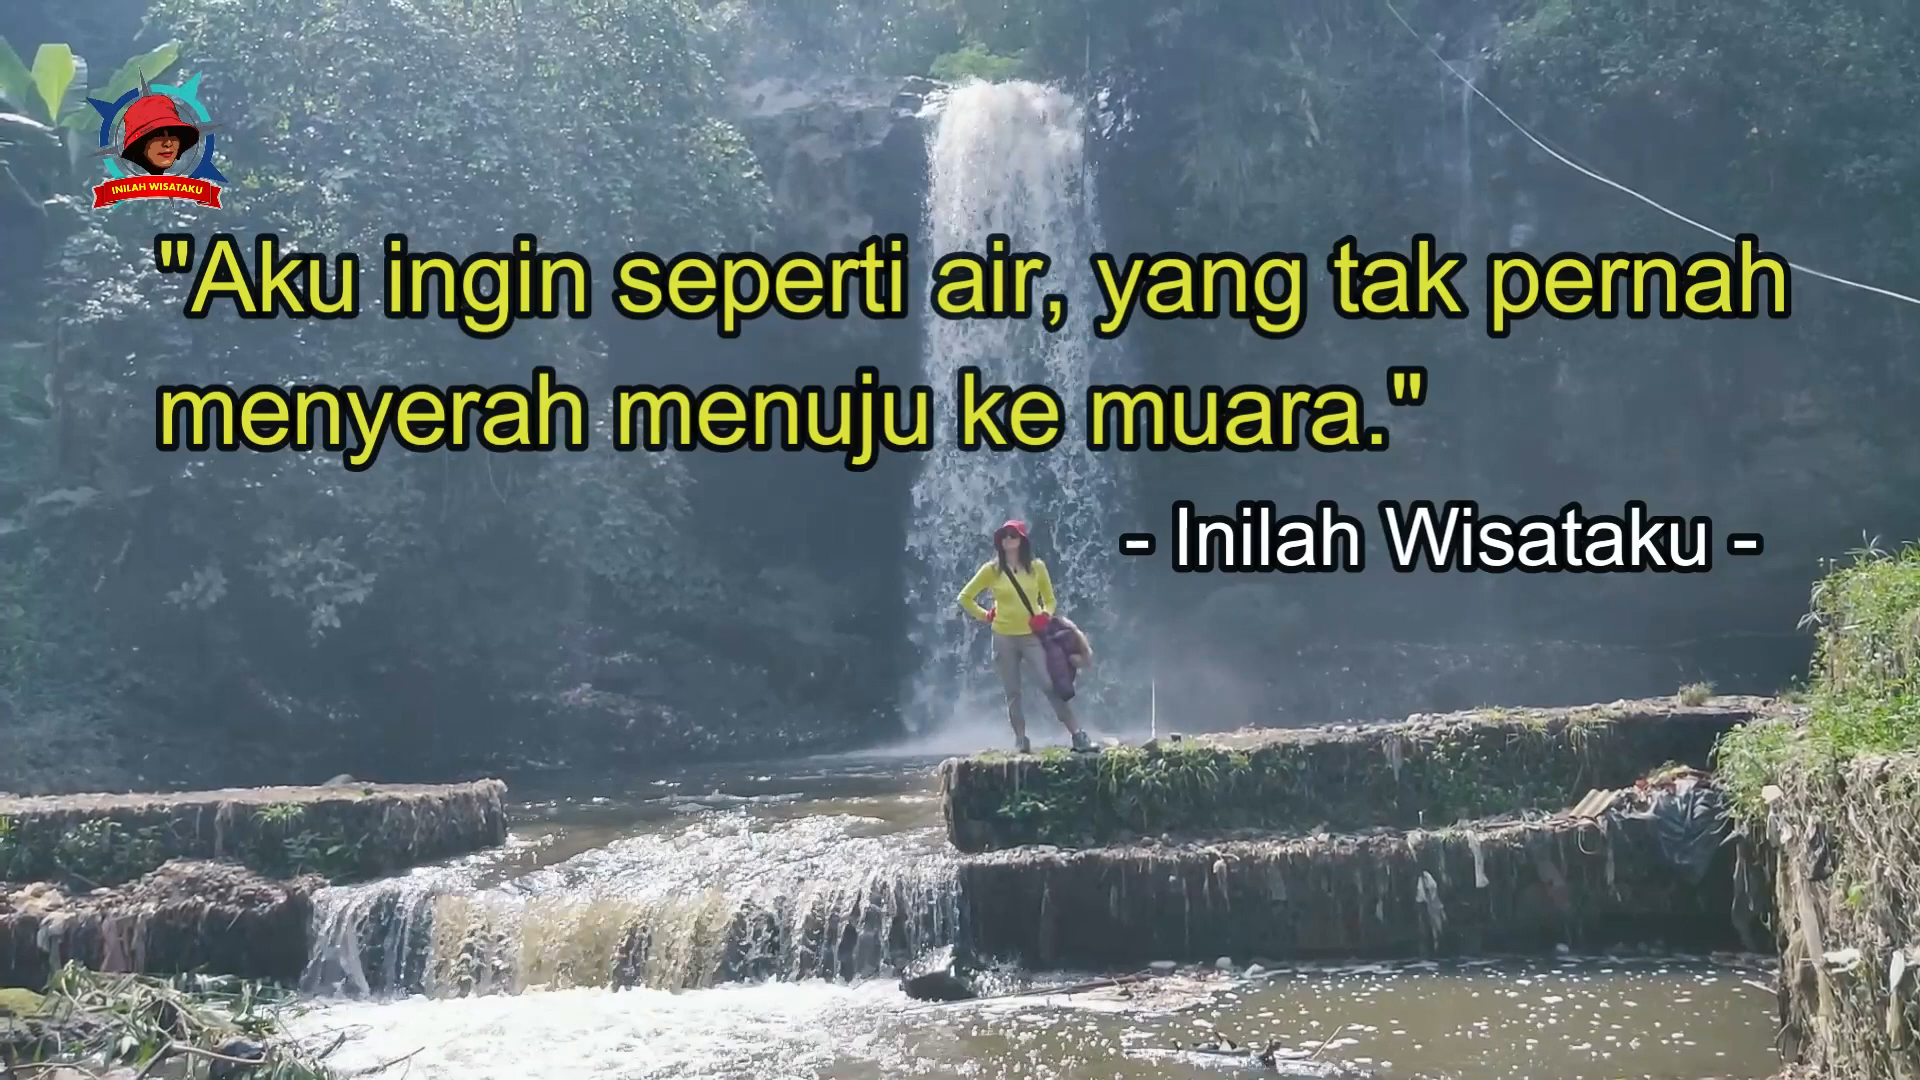 INILAH WISATAKU
"Aku ingin seperti air, yang tak pernah
menyerah menuju ke muara."
- Inilah Wisataku -